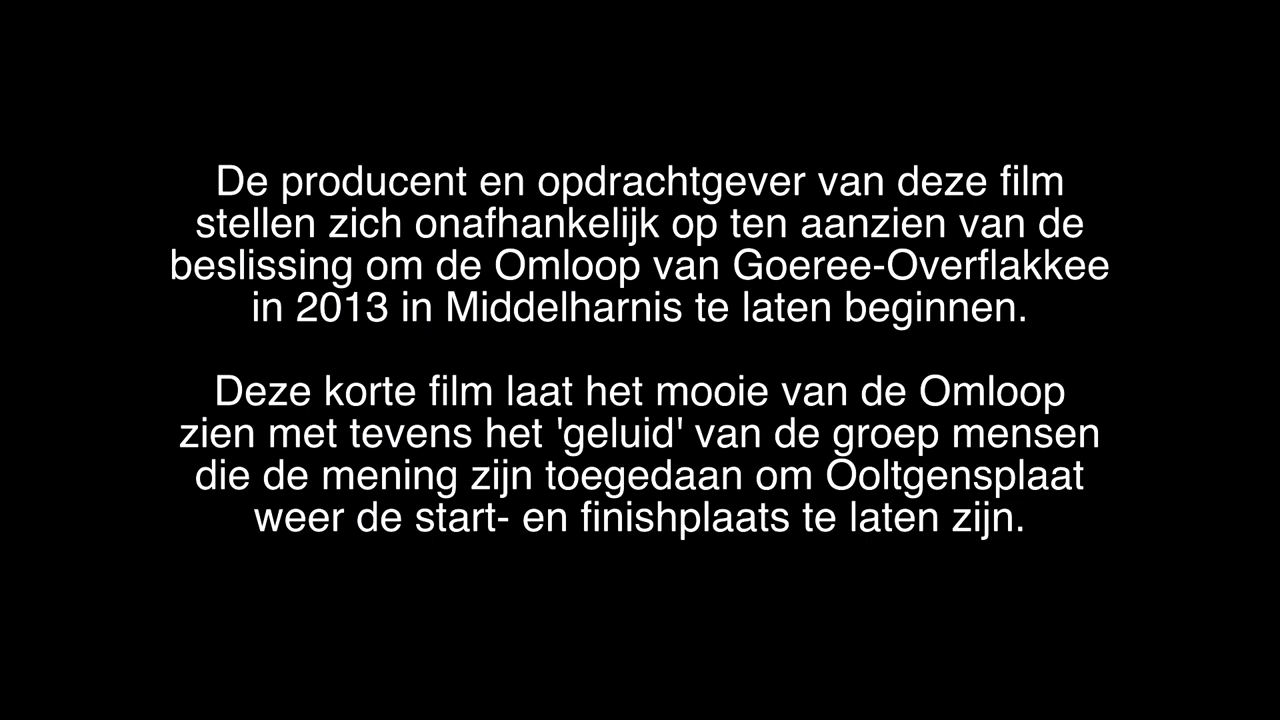 De producent en opdrachtgever van deze film
stellen zich onafhankelijk op ten aanzien van de
beslissing om de Omloop van Goeree-Overflakkee
in 2013 in Middelharnis te laten beginnen.
Deze korte film laat het mooie van de Omloop
zien met tevens het 'geluid' van de groep mensen
die de mening zijn toegedaan om Ooltgensplaat
weer de start- en finishplaats te laten zijn.